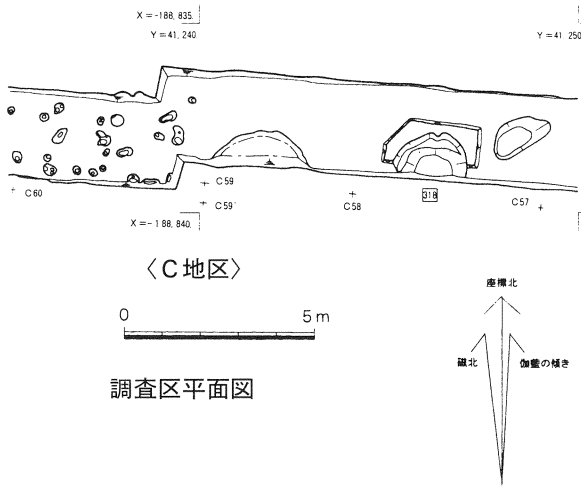 X=-188, 835.
Y=41, 240.
Y=41 250
C60
C59
C59'
C58
318
C57
X=-188, 840.
〈C地区〉
0 5m
調査区平面図
座標北
磁北
伽藍の傾き